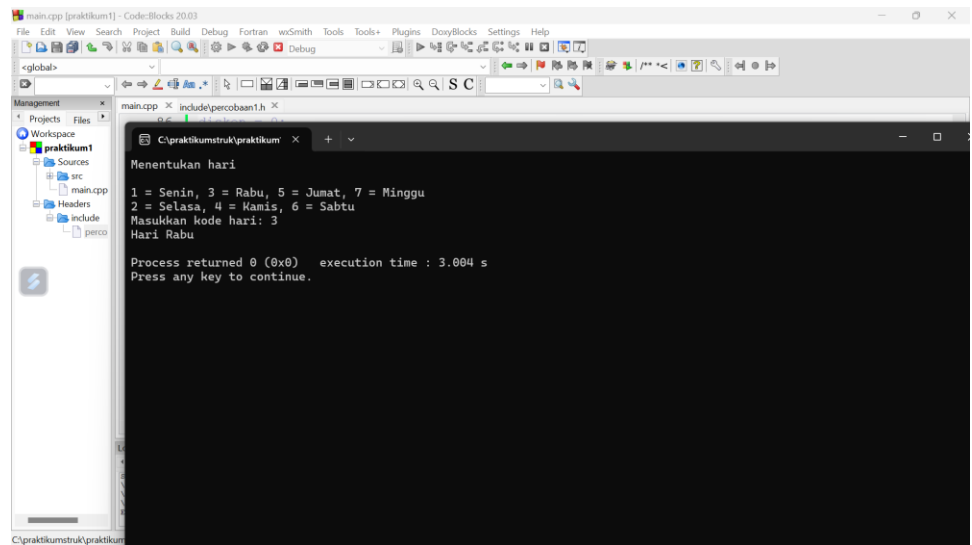 main.cpp [praktikum1] - Code::Blocks 20.03
File Edit View Search Project Build Debug Fortran wxSmith Tools Tools+ Plugins DoxyBlocks Settings Help
Debug
<global>
/** *<
S C
Management
main.cpp include\percobaan1.h
Projects Files
Workspace
praktikum1
Sources
src
main.cpp
Headers
include
perco
C:\praktikumstruk\praktikum
Menentukan hari
1 = Senin, 3 = Rabu, 5 = Jumat, 7 = Minggu
2 = Selasa, 4 = Kamis, 6 = Sabtu
Masukkan kode hari: 3
Hari Rabu
Process returned 0 (0x0) execution time : 3.004 s
Press any key to continue.
C:\praktikumstruk\praktikum